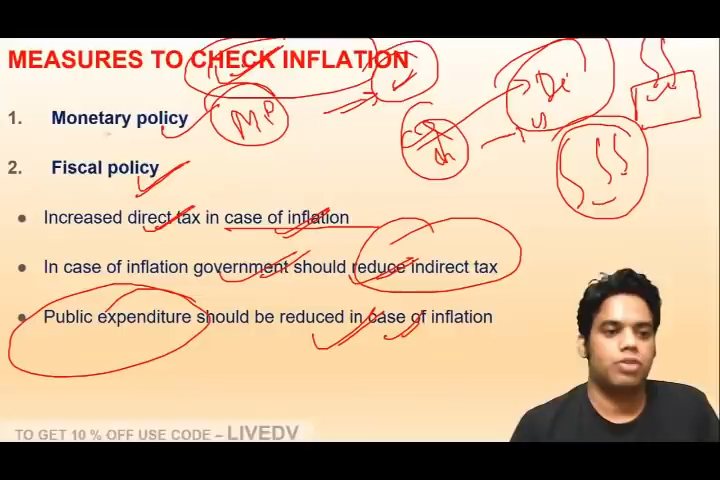 MEASURES TO CHECK INFLATION
1. Monetary policy
MP
2. Fiscal policy
● Increased direct tax in case of inflation
● In case of inflation government should reduce indirect tax
● Public expenditure should be reduced in case of inflation
TO GET 10 % OFF USE CODE – LIVEDV